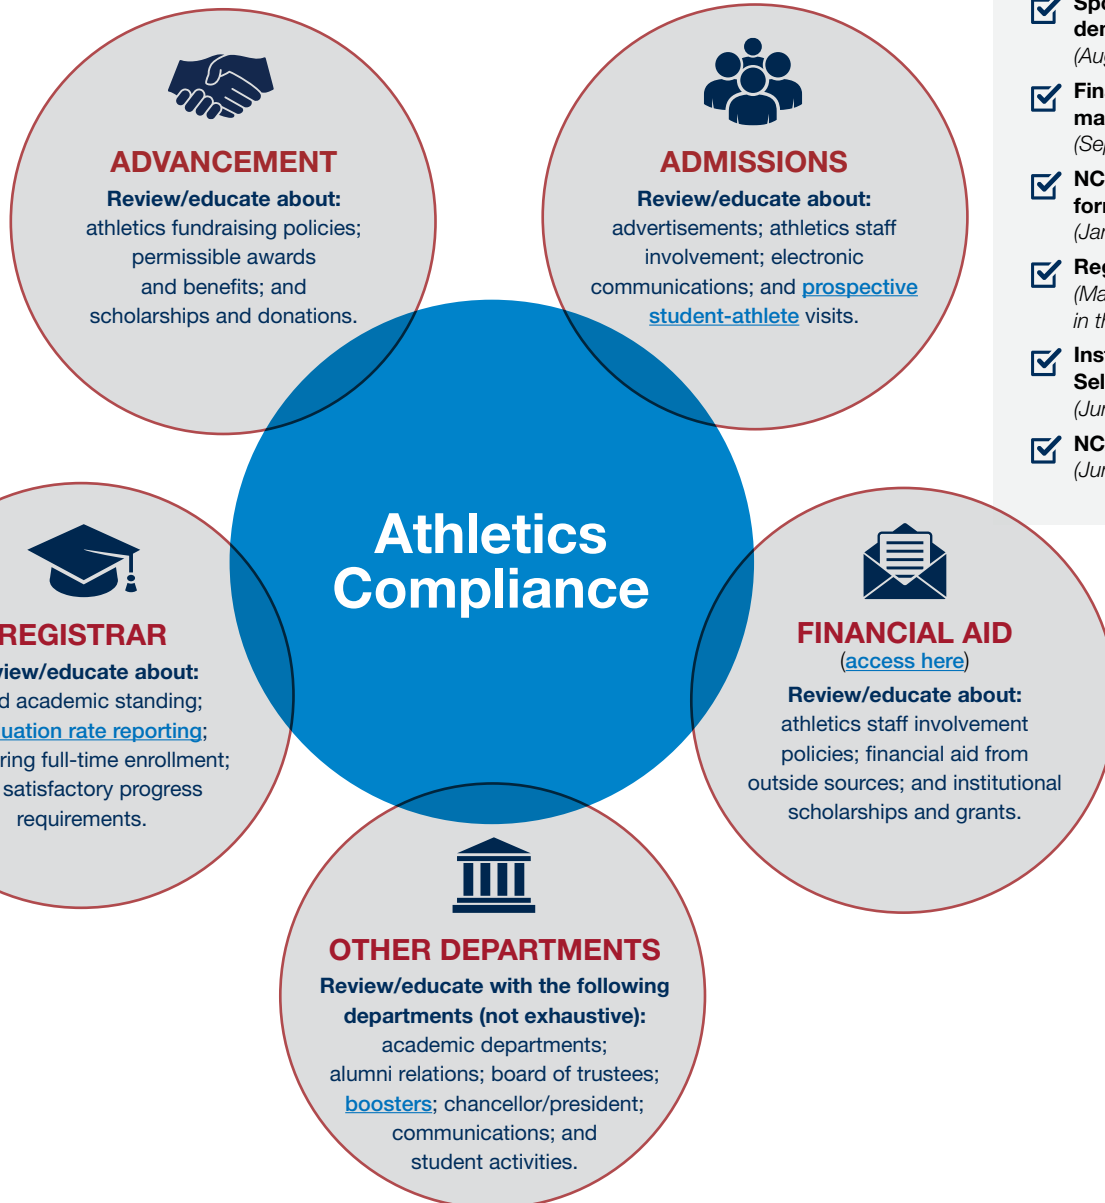 ADVANCEMENT
Review/educate about:
athletics fundraising policies;
permissible awards
and benefits; and
scholarships and donations.
ADMISSIONS
Review/educate about:
advertisements; athletics staff
involvement; electronic
communications; and prospective
student-athlete visits.
Athletics
Compliance
REGISTRAR
about:
academic standing;
rate reporting;
full-time enrollment;
satisfactory progress
requirements.
FINANCIAL AID
(access here)
Review/educate about:
athletics staff involvement
policies; financial aid from
outside sources; and institutional
scholarships and grants.
OTHER DEPARTMENTS
Review/educate with the following
departments (not exhaustive):
academic departments;
alumni relations; board of trustees;
boosters; chancellor/president;
communications; and
student activities.
in